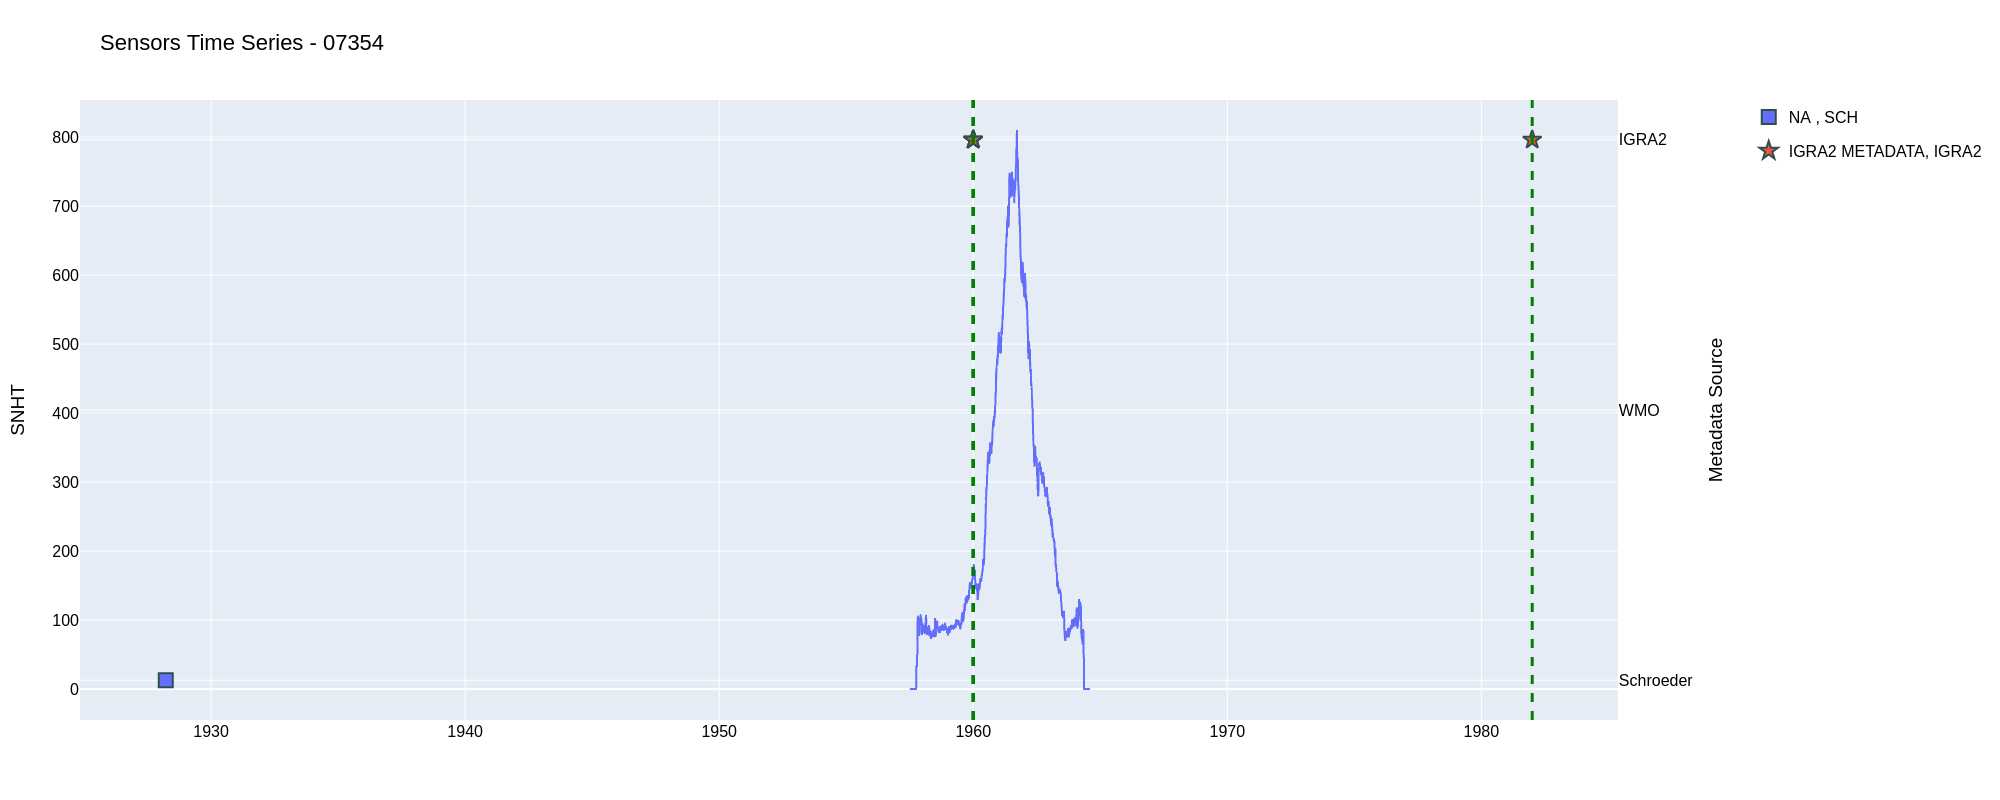 Sensors Time Series - 07354
NA , SCH
IGRA2 METADATA, IGRA2
SNHT
800
700
600
500
400
300
200
100
0
1930
1940
1950
1960
1970
1980
IGRA2
WMO
Schroeder
Metadata Source